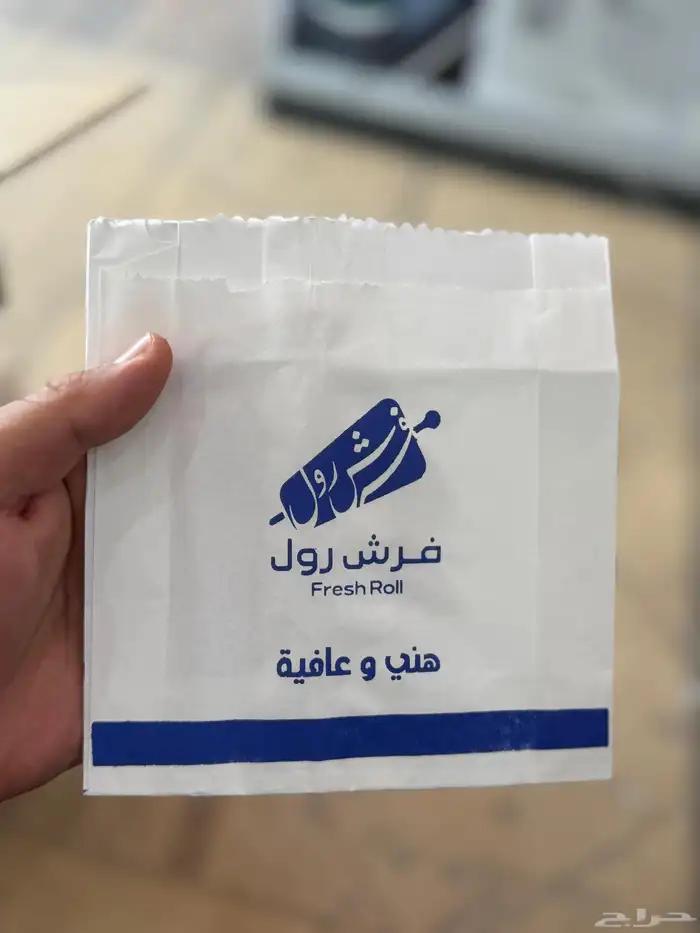 فرش رول
فرش رول
Fresh Roll
هني و عافية
حراج